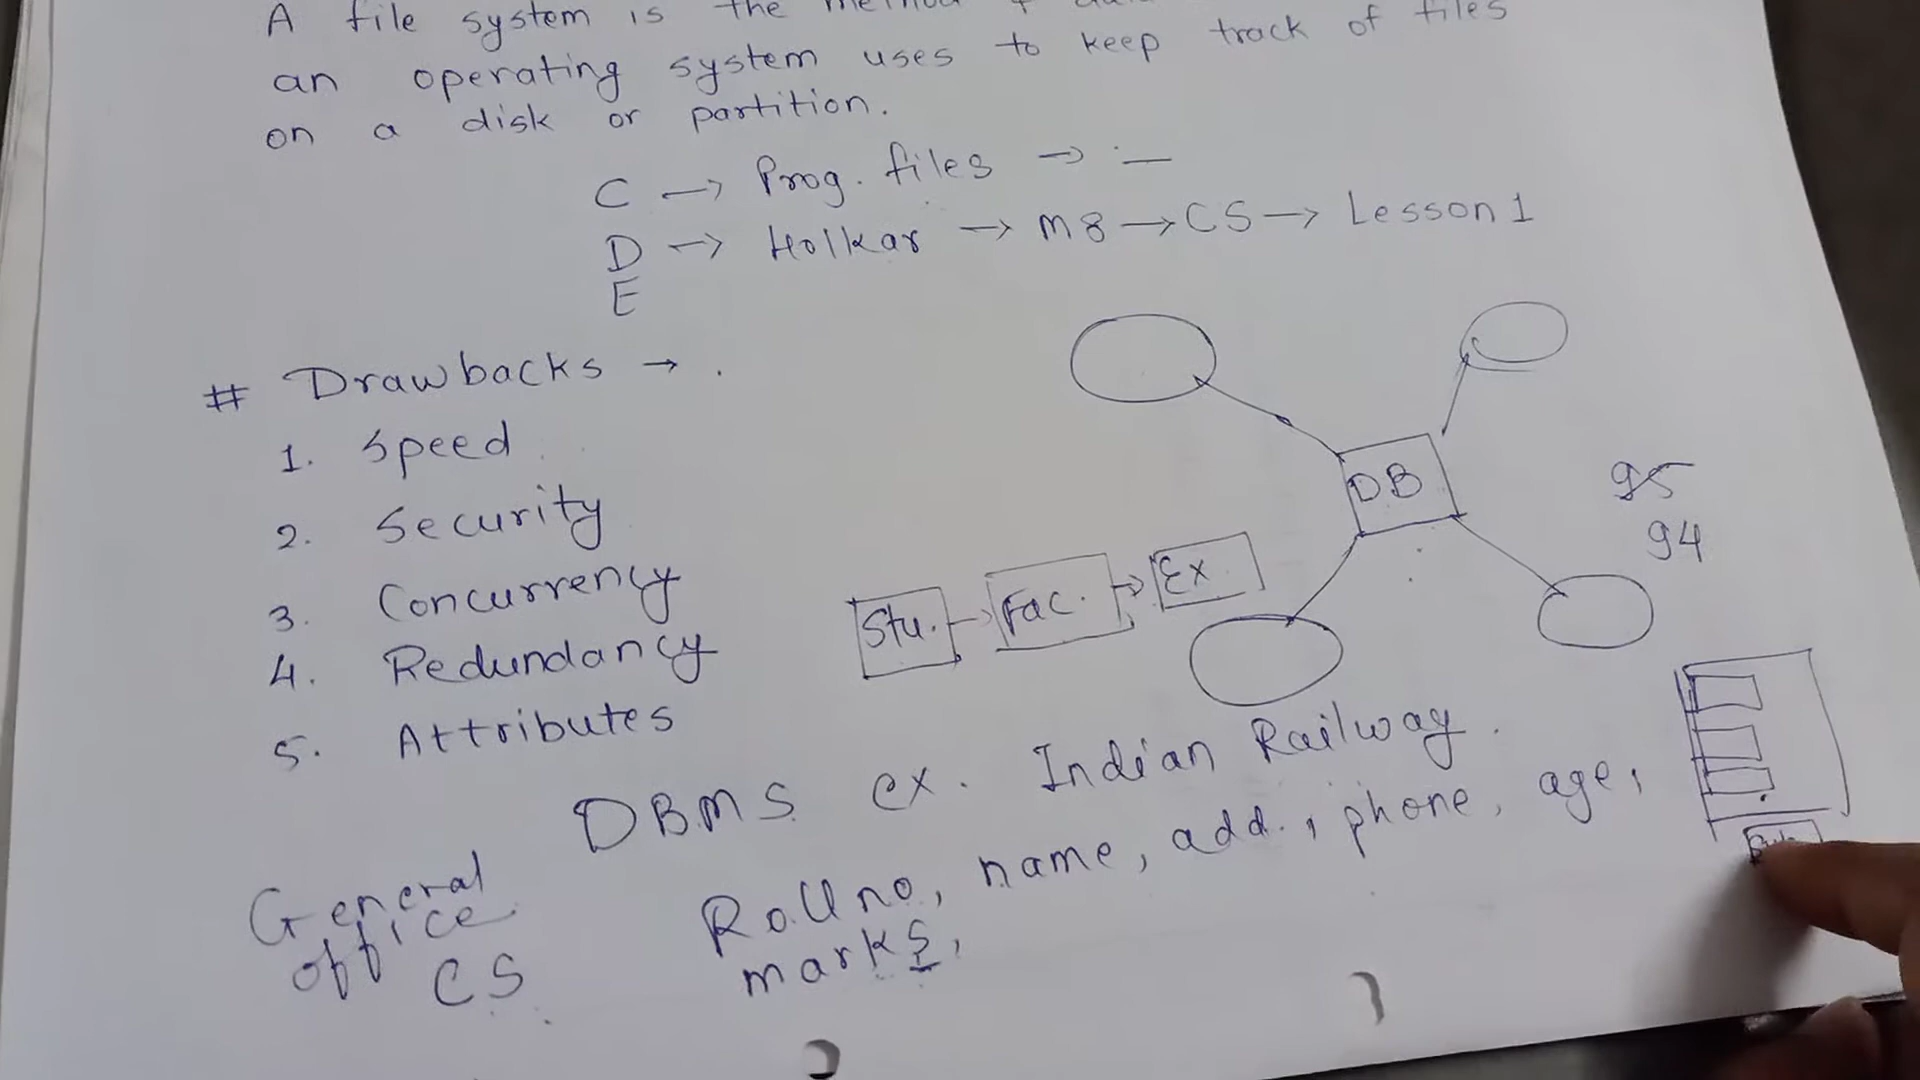 A file system is the method
an operating system uses to keep track of files
on a disk or partition.
C → Prog. files → —
D → Holkar → M8 → CS → Lesson 1
E
# Drawbacks → .
1. Speed
2. Security
3. Concurrency
4. Redundancy
5. Attributes
DB
95
94
Stu. → Fac. → Ex
DBMS ex. Indian Railway.
Roll no, name, add., phone, age,
marks,
General
office
CS